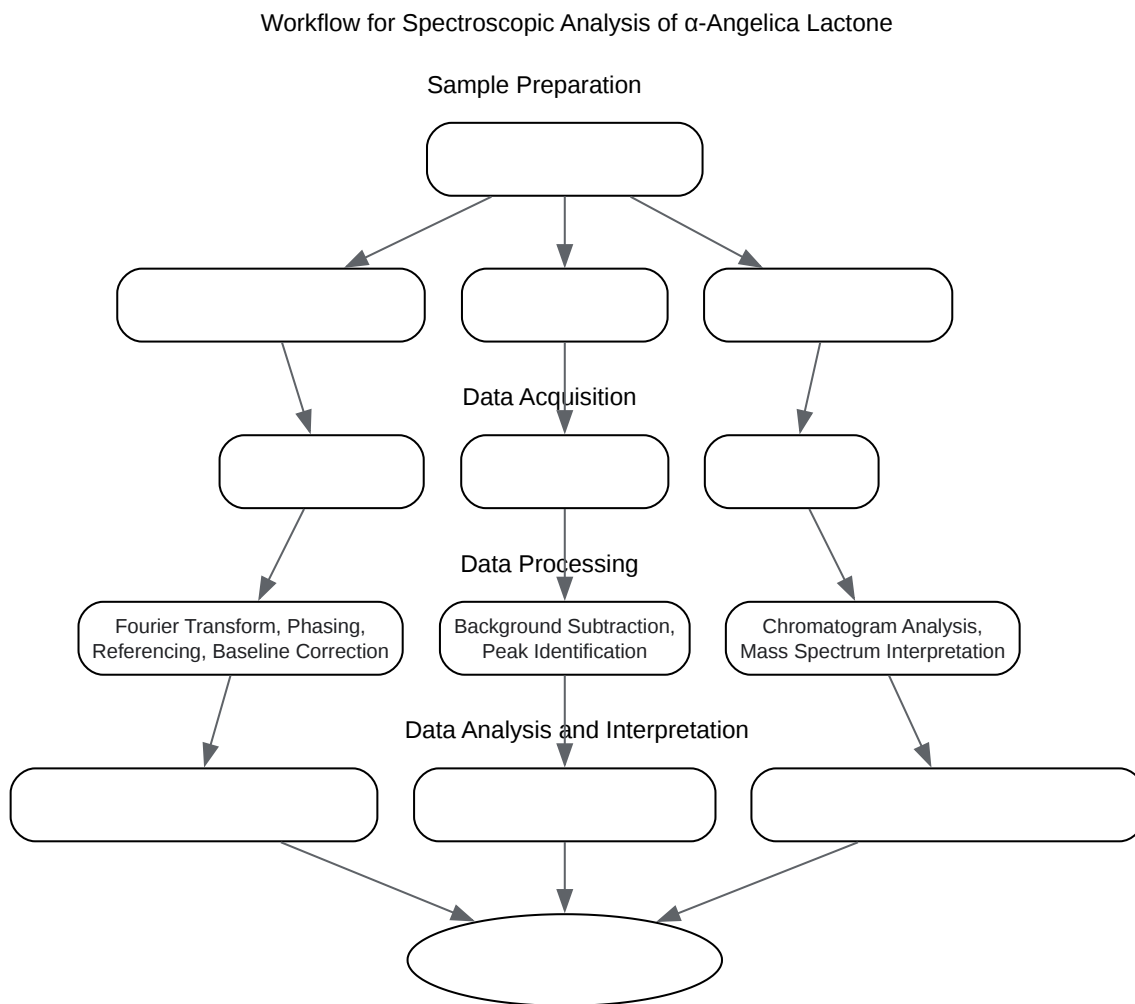 Workflow for Spectroscopic Analysis of α-Angelica Lactone
Sample Preparation
Data Acquisition
Data Processing
Fourier Transform, Phasing,
Referencing, Baseline Correction
Background Subtraction,
Peak Identification
Chromatogram Analysis,
Mass Spectrum Interpretation
Data Analysis and Interpretation